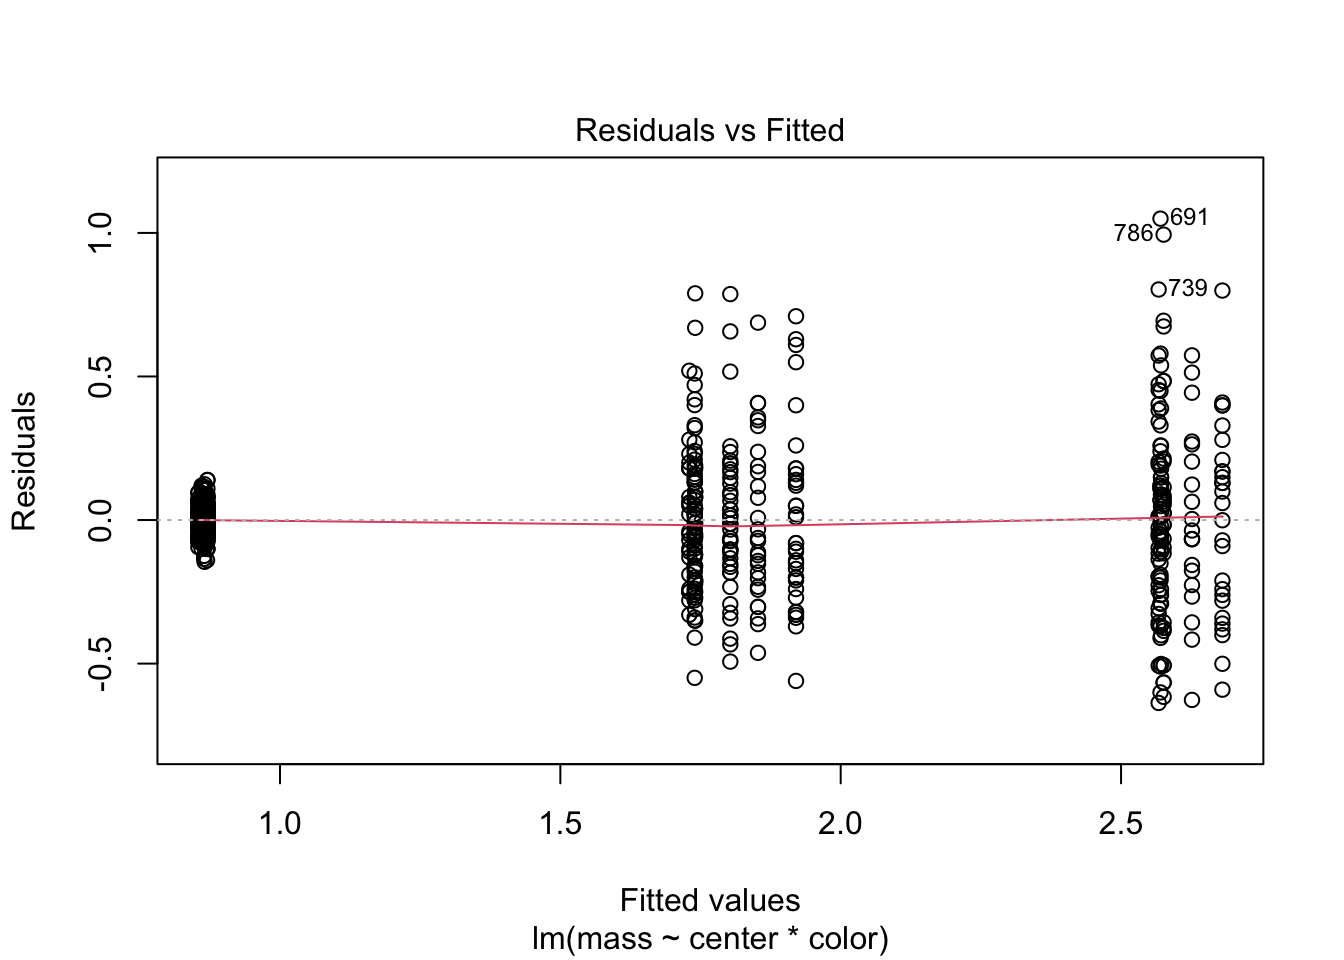 Residuals vs Fitted
Residuals
1.0
0.5
0.0
-0.5
691
786
739
1.0 1.5 2.0 2.5
Fitted values
lm(mass ~ center * color)